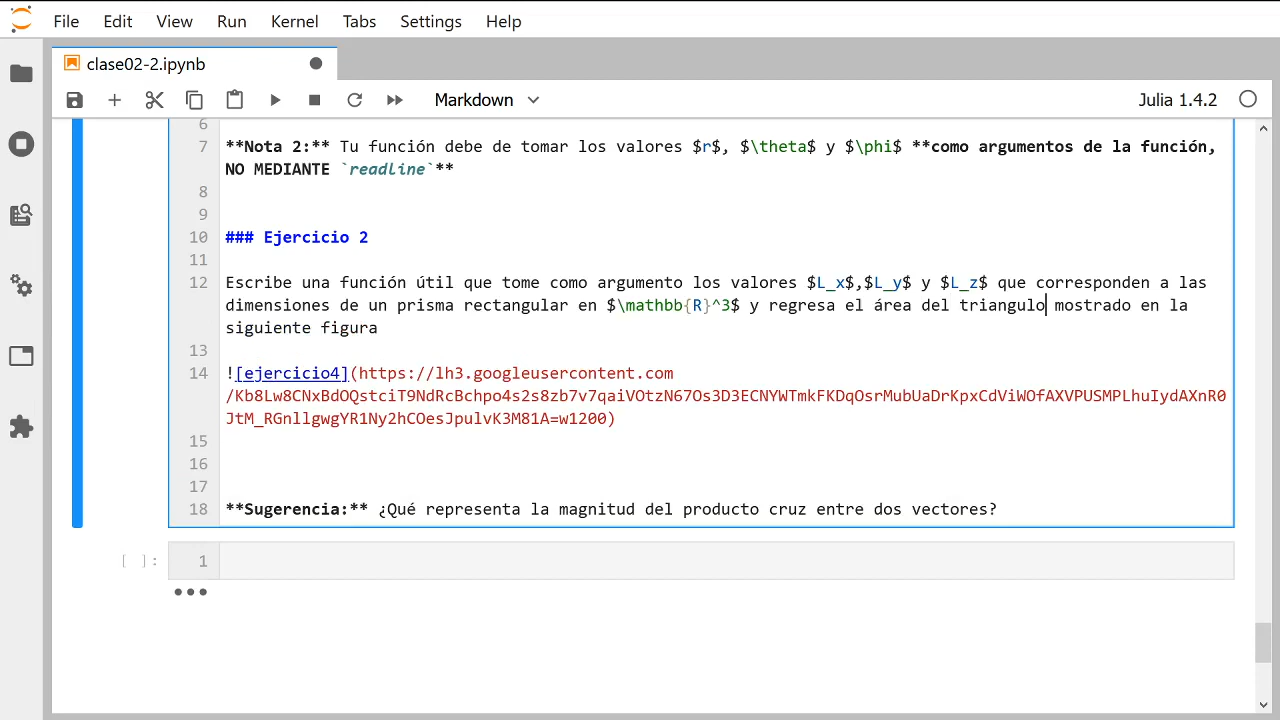 File Edit View Run Kernel Tabs Settings Help
clase02-2.ipynb
Markdown
Julia 1.4.2
6
7 **Nota 2:** Tu función debe de tomar los valores $r$, $\theta$ y $\phi$ **como argumentos de la función,
NO MEDIANTE `readline`**
8
9
10 ### Ejercicio 2
11
12 Escribe una función útil que tome como argumento los valores $L_x$,$L_y$ y $L_z$ que corresponden a las
dimensiones de un prisma rectangular en $\mathbb{R}^3$ y regresa el área del triangulo mostrado en la
siguiente figura
13
14 ![ejercicio4](https://lh3.googleusercontent.com
/Kb8Lw8CNxBdOQstciT9NdRcBchpo4s2s8zb7v7qaiVOtzN67Os3D3ECNYWTmkFKDqOsrMubUaDrKpxCdViWOfAXVPUSMPLhuIydAXnR0
JtM_RGnllgwgYR1Ny2hCOesJpulvK3M81A=w1200)
15
16
17
18 **Sugerencia:** ¿Qué representa la magnitud del producto cruz entre dos vectores?
[ ]: 1